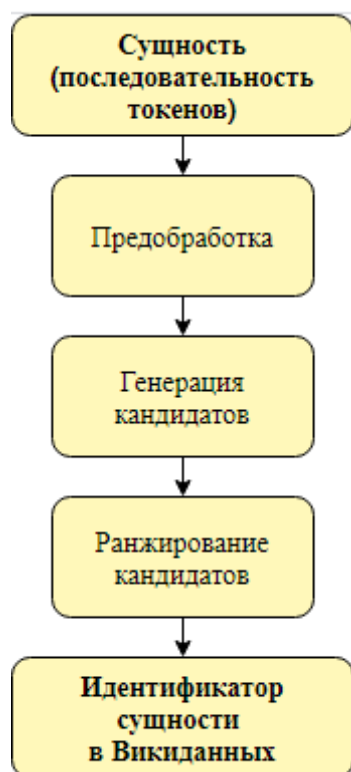 Сущность
(последовательность
токенов)
Предобработка
Генерация
кандидатов
Ранжирование
кандидатов
Идентификатор
сущности
в Викиданных